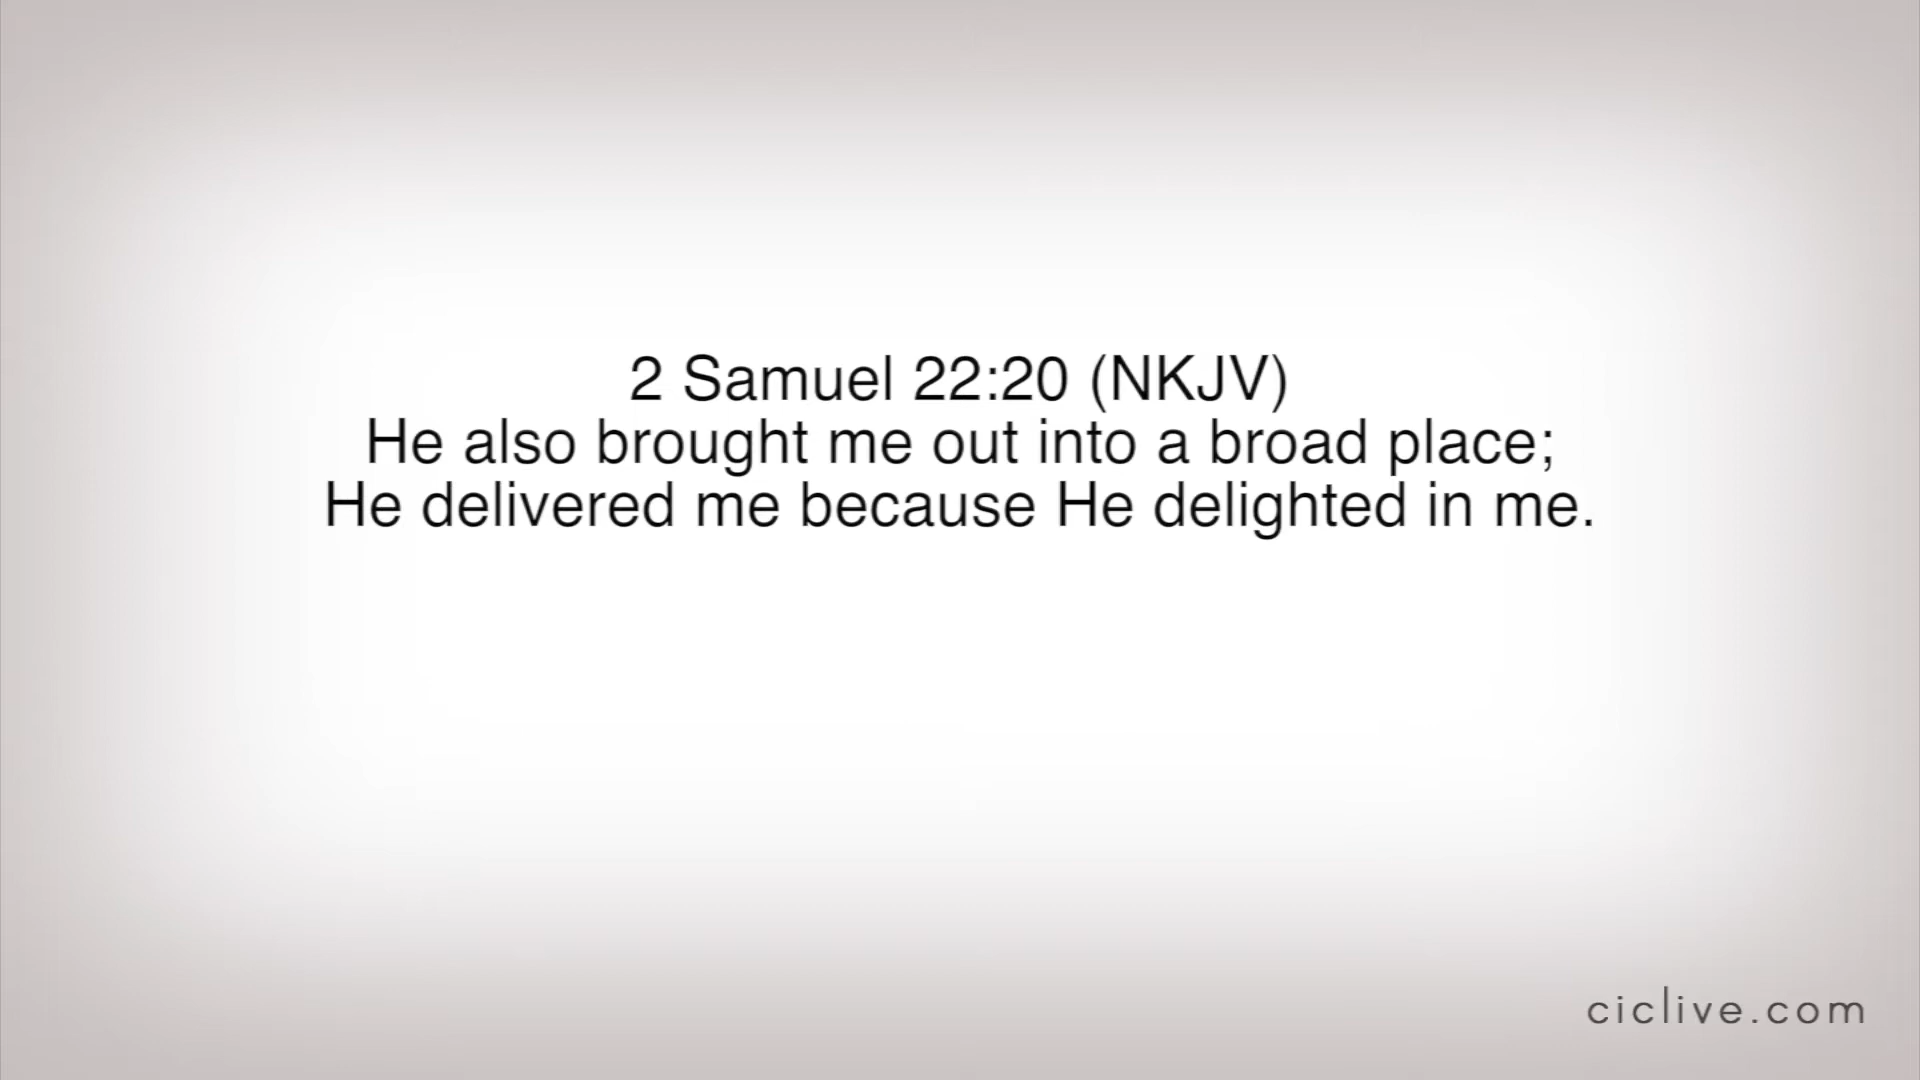 2 Samuel 22:20 (NKJV)
He also brought me out into a broad place;
He delivered me because He delighted in me.
ciclive.com